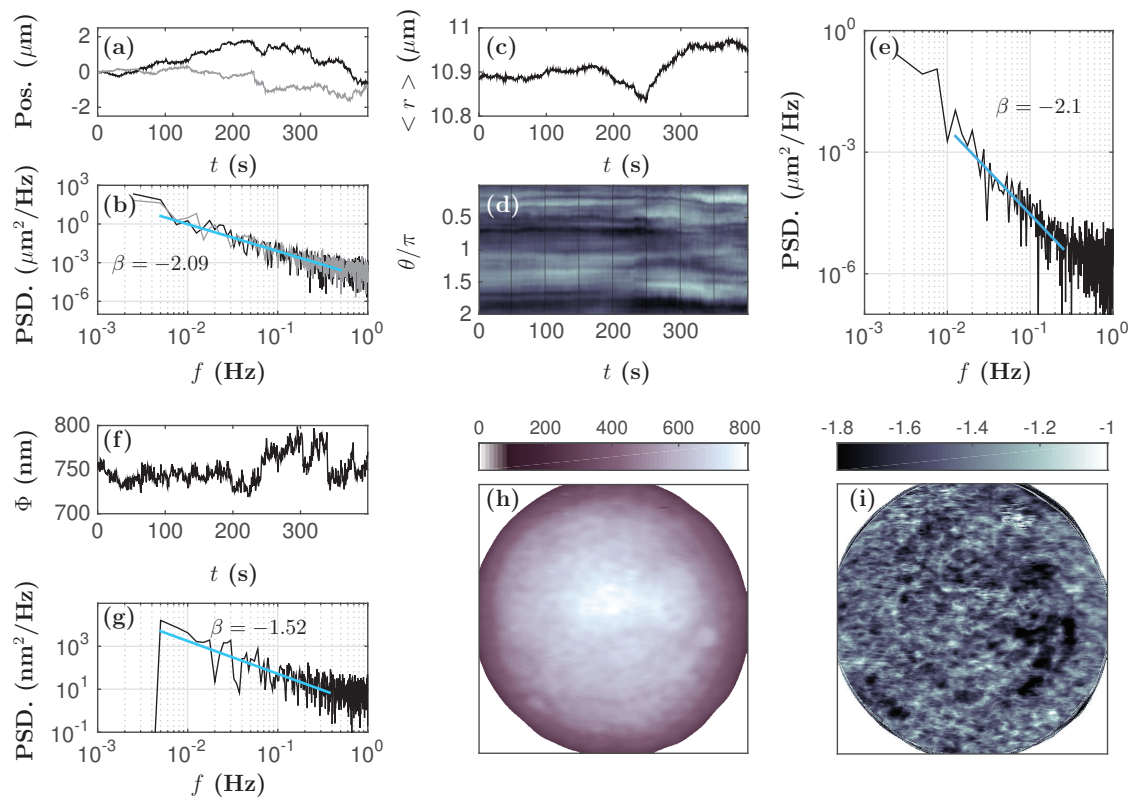 (a)
Pos. (μm)
2
0
-2
0 100 200 300
t (s)
(b)
PSD. (μm²/Hz)
10³
10⁰
10⁻³
10⁻⁶
β = −2.09
10⁻³ 10⁻² 10⁻¹ 10⁰
f (Hz)
(c)
< r > (μm)
11
10.9
10.8
0 100 200 300
t (s)
(d)
θ/π
0.5
1
1.5
2
0 100 200 300
t (s)
(e)
PSD. (μm²/Hz)
10⁰
10⁻³
10⁻⁶
β = −2.1
10⁻³ 10⁻² 10⁻¹ 10⁰
f (Hz)
(f)
Φ (nm)
800
750
700
0 100 200 300
t (s)
(g)
PSD. (nm²/Hz)
10³
10¹
10⁻¹
β = −1.52
10⁻³ 10⁻² 10⁻¹ 10⁰
f (Hz)
0 200 400 600 800
(h)
-1.8 -1.6 -1.4 -1.2 -1
(i)